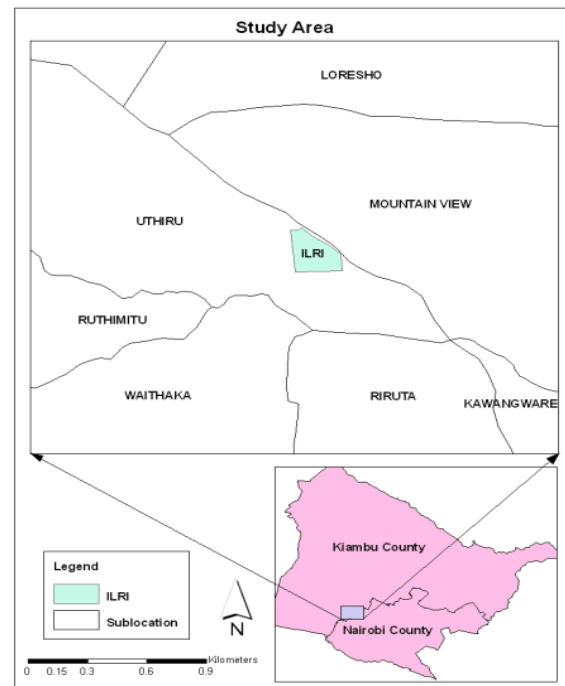 Study Area
LORESHO
MOUNTAIN VIEW
UTHIRU
ILRI
RUTHIMITU
WAITHAKA
RIRUTA
KAWANGWARE
Kiambu County
Nairobi County
Legend
ILRI
Sublocation
N
Kilometers
0 0.15 0.3 0.6 0.9